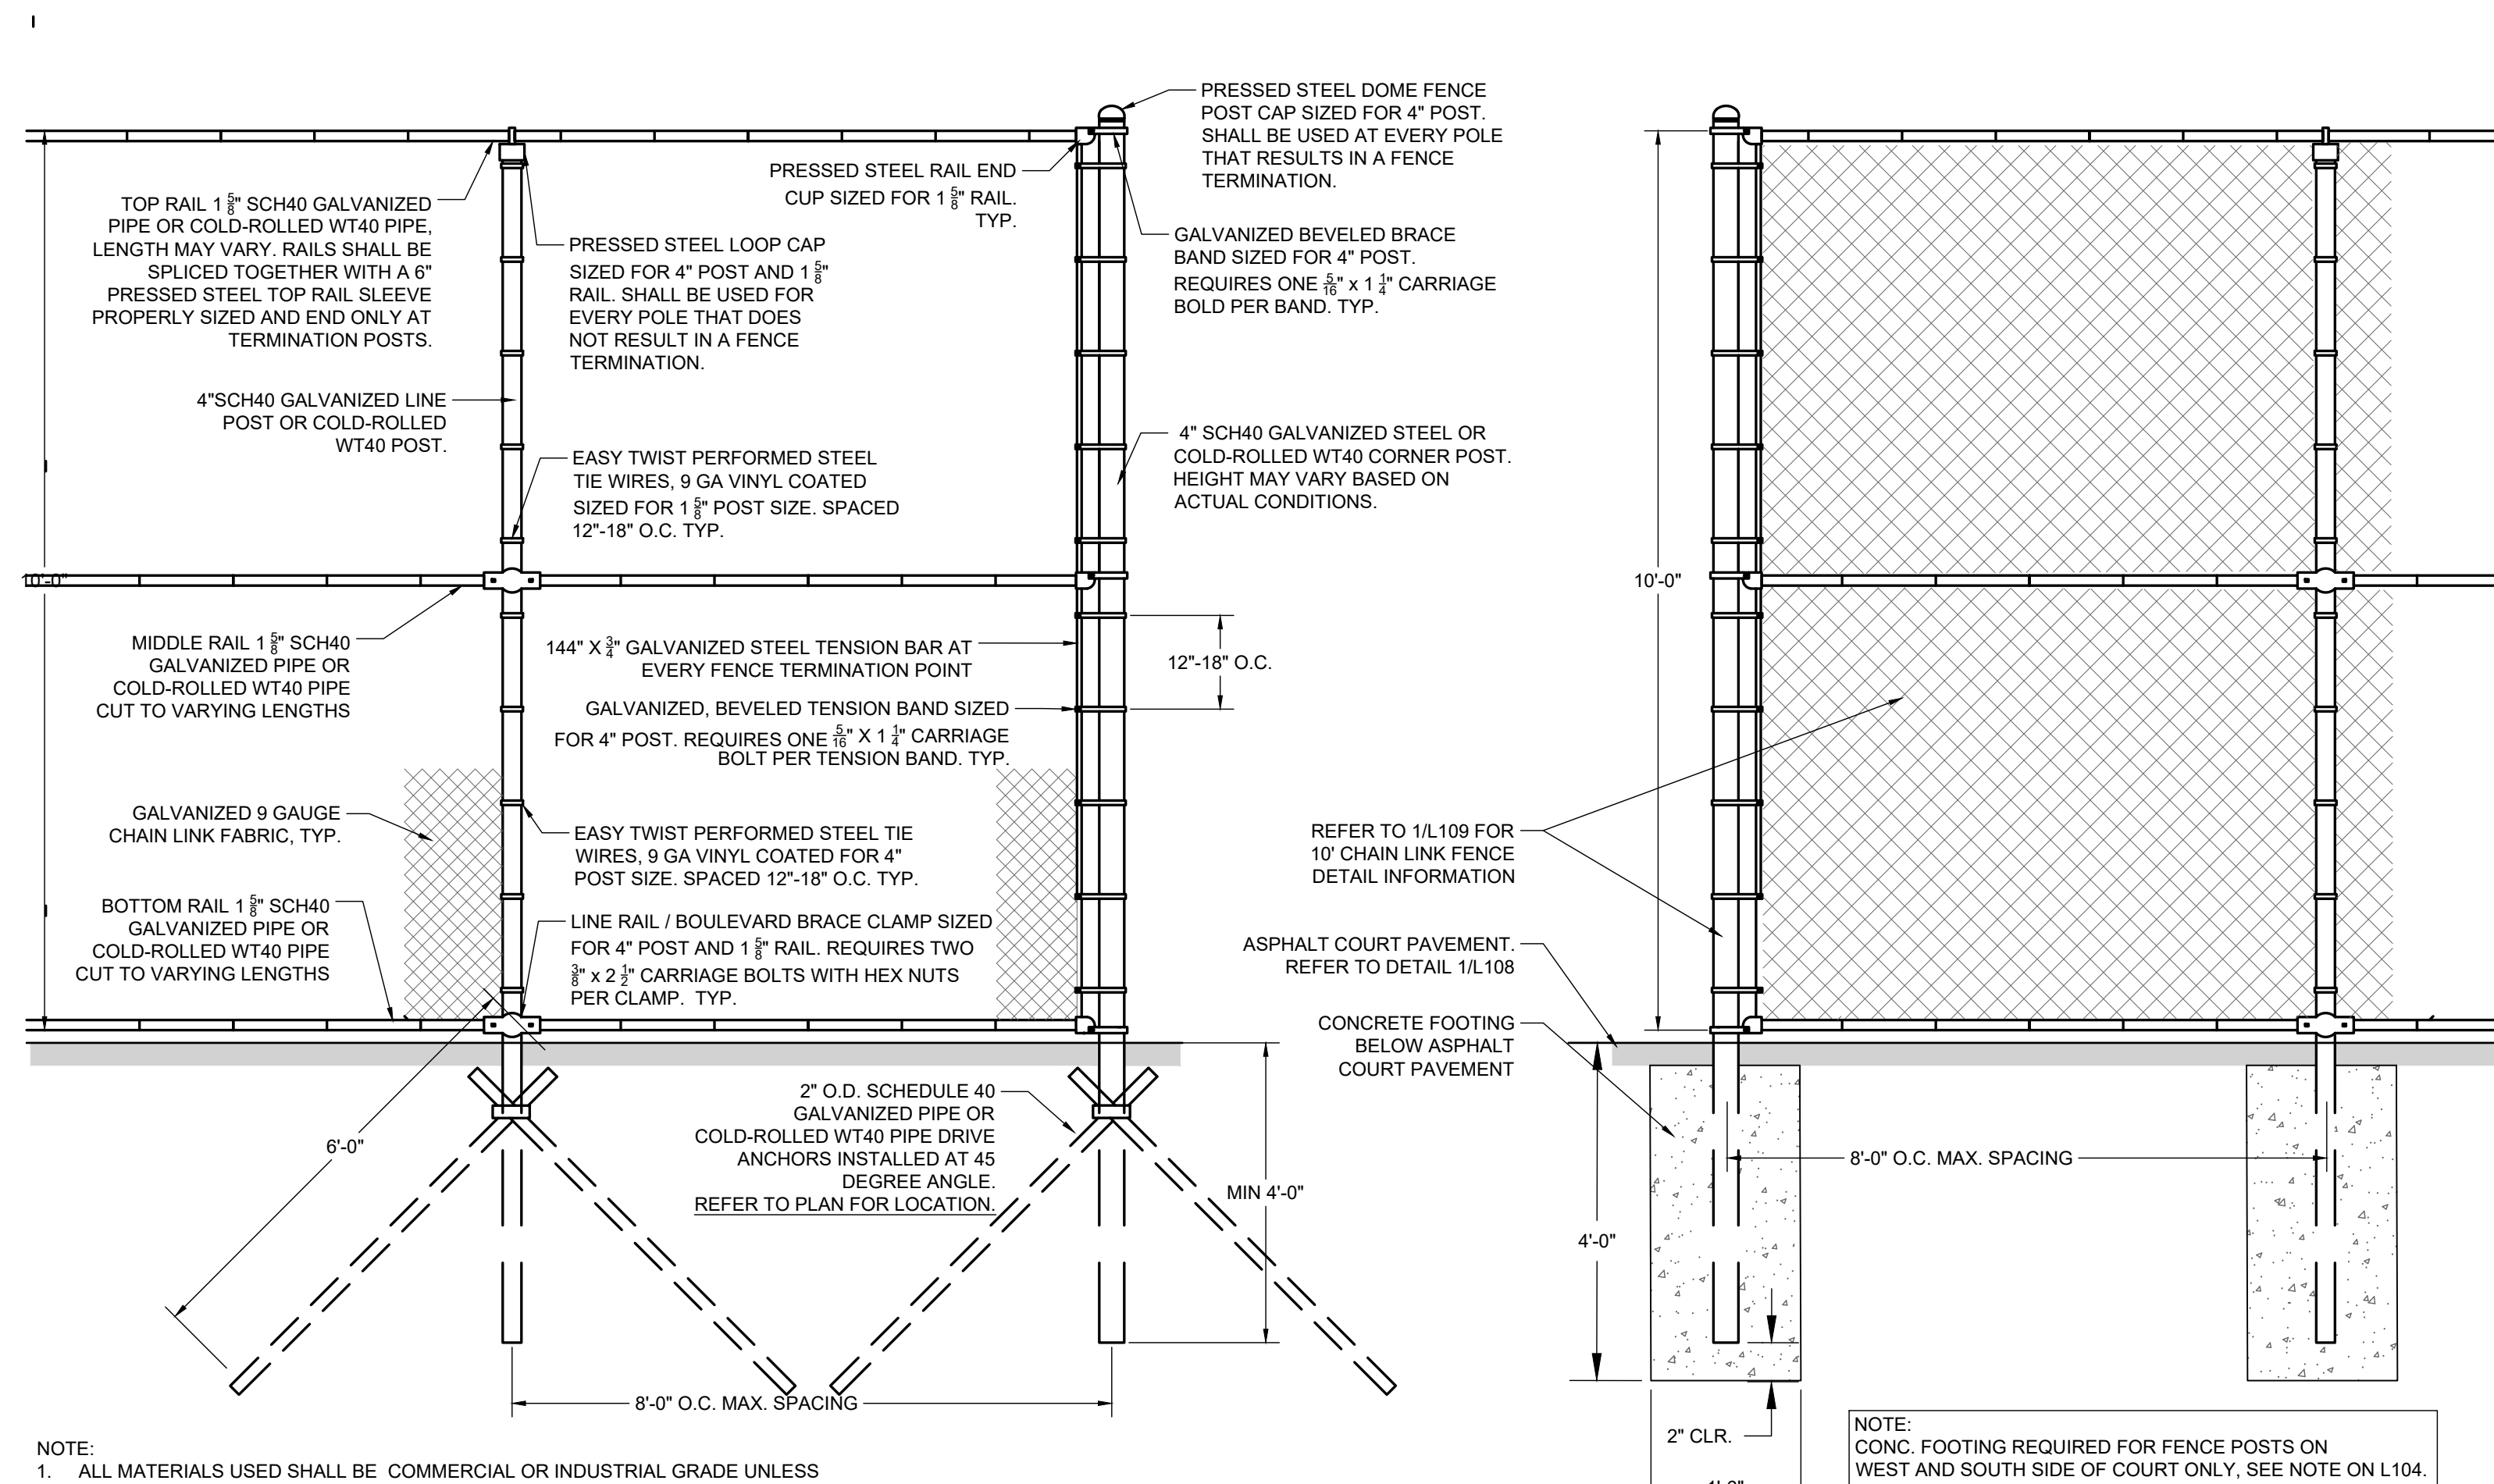 PRESSED STEEL DOME FENCE
POST CAP SIZED FOR 4" POST.
SHALL BE USED AT EVERY POLE
THAT RESULTS IN A FENCE
TERMINATION.
PRESSED STEEL RAIL END
CUP SIZED FOR 1 5/8" RAIL.
TYP.
TOP RAIL 1 5/8" SCH40 GALVANIZED
PIPE OR COLD-ROLLED WT40 PIPE,
LENGTH MAY VARY. RAILS SHALL BE
SPLICED TOGETHER WITH A 6"
PRESSED STEEL TOP RAIL SLEEVE
PROPERLY SIZED AND END ONLY AT
TERMINATION POSTS.
PRESSED STEEL LOOP CAP
SIZED FOR 4" POST AND 1 5/8"
RAIL. SHALL BE USED FOR
EVERY POLE THAT DOES
NOT RESULT IN A FENCE
TERMINATION.
GALVANIZED BEVELED BRACE
BAND SIZED FOR 4" POST.
REQUIRES ONE 5/16" x 1 1/4" CARRIAGE
BOLD PER BAND. TYP.
4"SCH40 GALVANIZED LINE
POST OR COLD-ROLLED
WT40 POST.
EASY TWIST PERFORMED STEEL
TIE WIRES, 9 GA VINYL COATED
SIZED FOR 1 5/8" POST SIZE. SPACED
12"-18" O.C. TYP.
4" SCH40 GALVANIZED STEEL OR
COLD-ROLLED WT40 CORNER POST.
HEIGHT MAY VARY BASED ON
ACTUAL CONDITIONS.
10'-0"
10'-0"
MIDDLE RAIL 1 5/8" SCH40
GALVANIZED PIPE OR
COLD-ROLLED WT40 PIPE
CUT TO VARYING LENGTHS
144" X 3/4" GALVANIZED STEEL TENSION BAR AT
EVERY FENCE TERMINATION POINT
12"-18" O.C.
GALVANIZED, BEVELED TENSION BAND SIZED
FOR 4" POST. REQUIRES ONE 5/16" X 1 1/4" CARRIAGE
BOLT PER TENSION BAND. TYP.
GALVANIZED 9 GAUGE
CHAIN LINK FABRIC, TYP.
EASY TWIST PERFORMED STEEL TIE
WIRES, 9 GA VINYL COATED FOR 4"
POST SIZE. SPACED 12"-18" O.C. TYP.
REFER TO 1/L109 FOR
10' CHAIN LINK FENCE
DETAIL INFORMATION
BOTTOM RAIL 1 5/8" SCH40
GALVANIZED PIPE OR
COLD-ROLLED WT40 PIPE
CUT TO VARYING LENGTHS
LINE RAIL / BOULEVARD BRACE CLAMP SIZED
FOR 4" POST AND 1 5/8" RAIL. REQUIRES TWO
3/8" x 2 1/2" CARRIAGE BOLTS WITH HEX NUTS
PER CLAMP. TYP.
ASPHALT COURT PAVEMENT.
REFER TO DETAIL 1/L108
CONCRETE FOOTING
BELOW ASPHALT
COURT PAVEMENT
2" O.D. SCHEDULE 40
GALVANIZED PIPE OR
COLD-ROLLED WT40 PIPE DRIVE
ANCHORS INSTALLED AT 45
DEGREE ANGLE.
REFER TO PLAN FOR LOCATION.
6'-0"
MIN 4'-0"
8'-0" O.C. MAX. SPACING
4'-0"
8'-0" O.C. MAX. SPACING
2" CLR.
NOTE:
1. ALL MATERIALS USED SHALL BE COMMERCIAL OR INDUSTRIAL GRADE UNLESS
NOTE:
CONC. FOOTING REQUIRED FOR FENCE POSTS ON
WEST AND SOUTH SIDE OF COURT ONLY, SEE NOTE ON L104.